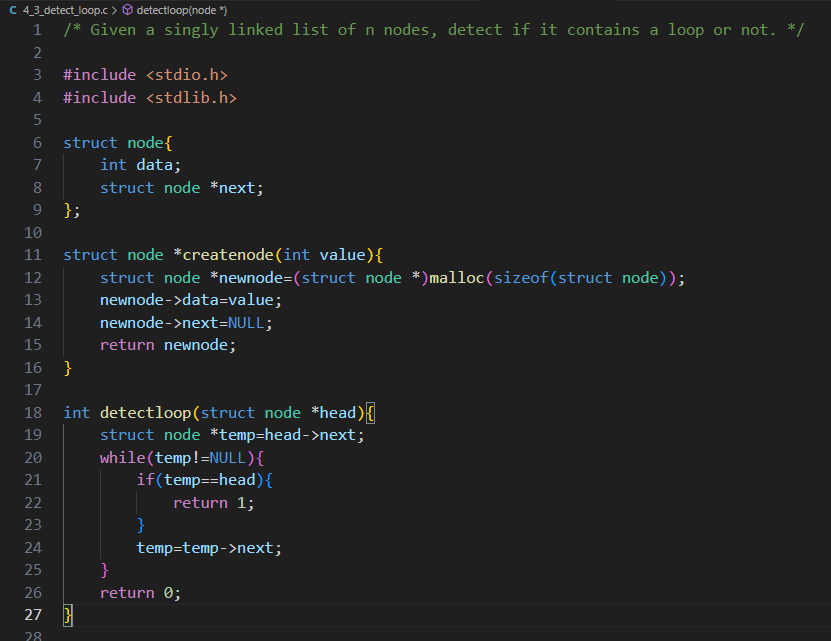 C 4_3_detect_loop.c > detectloop(node *)
1 /* Given a singly linked list of n nodes, detect if it contains a loop or not. */
2
3 #include <stdio.h>
4 #include <stdlib.h>
5
6 struct node{
7     int data;
8     struct node *next;
9 };
10
11 struct node *createnode(int value){
12     struct node *newnode=(struct node *)malloc(sizeof(struct node));
13     newnode->data=value;
14     newnode->next=NULL;
15     return newnode;
16 }
17
18 int detectloop(struct node *head){
19     struct node *temp=head->next;
20     while(temp!=NULL){
21         if(temp==head){
22             return 1;
23         }
24         temp=temp->next;
25     }
26     return 0;
27 }
28